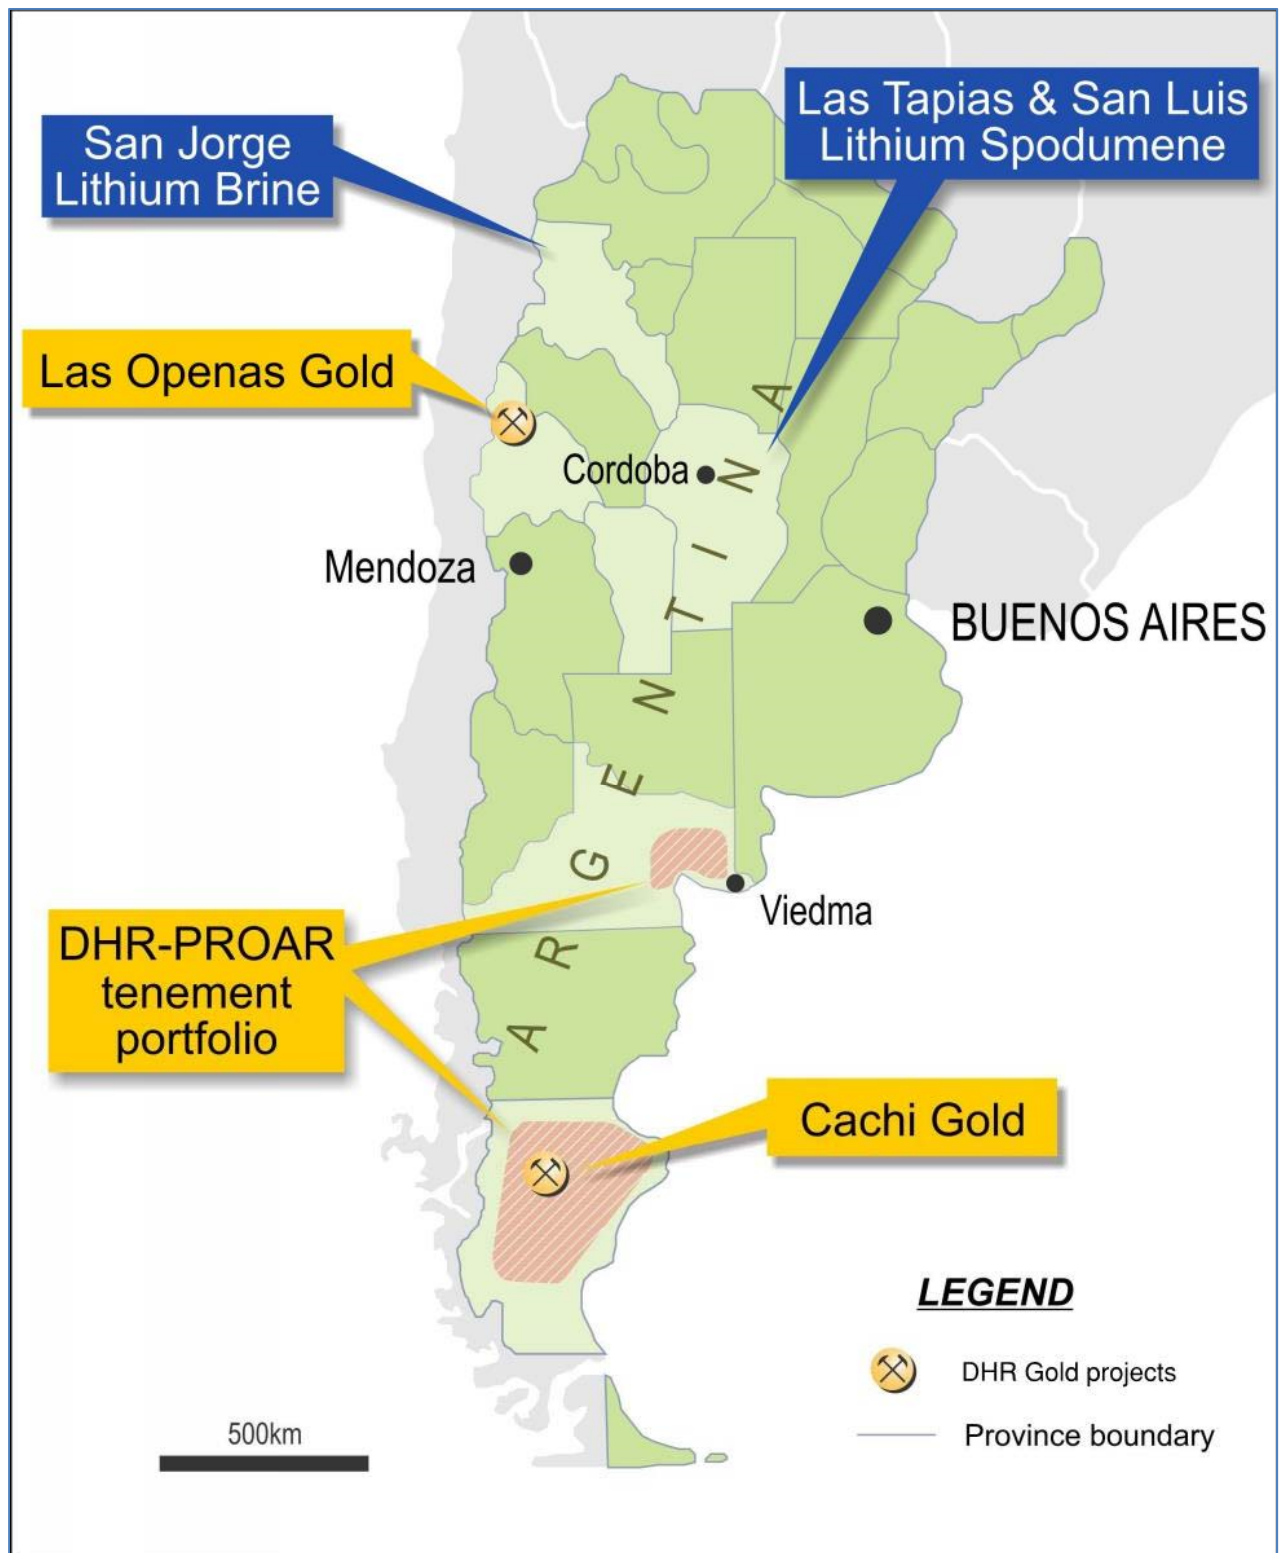 Las Tapias & San Luis
Lithium Spodumene
San Jorge
Lithium Brine
Las Openas Gold
Cordoba
Mendoza
BUENOS AIRES
ARGENTINA
Viedma
DHR-PROAR
tenement
portfolio
Cachi Gold
LEGEND
DHR Gold projects
Province boundary
500km